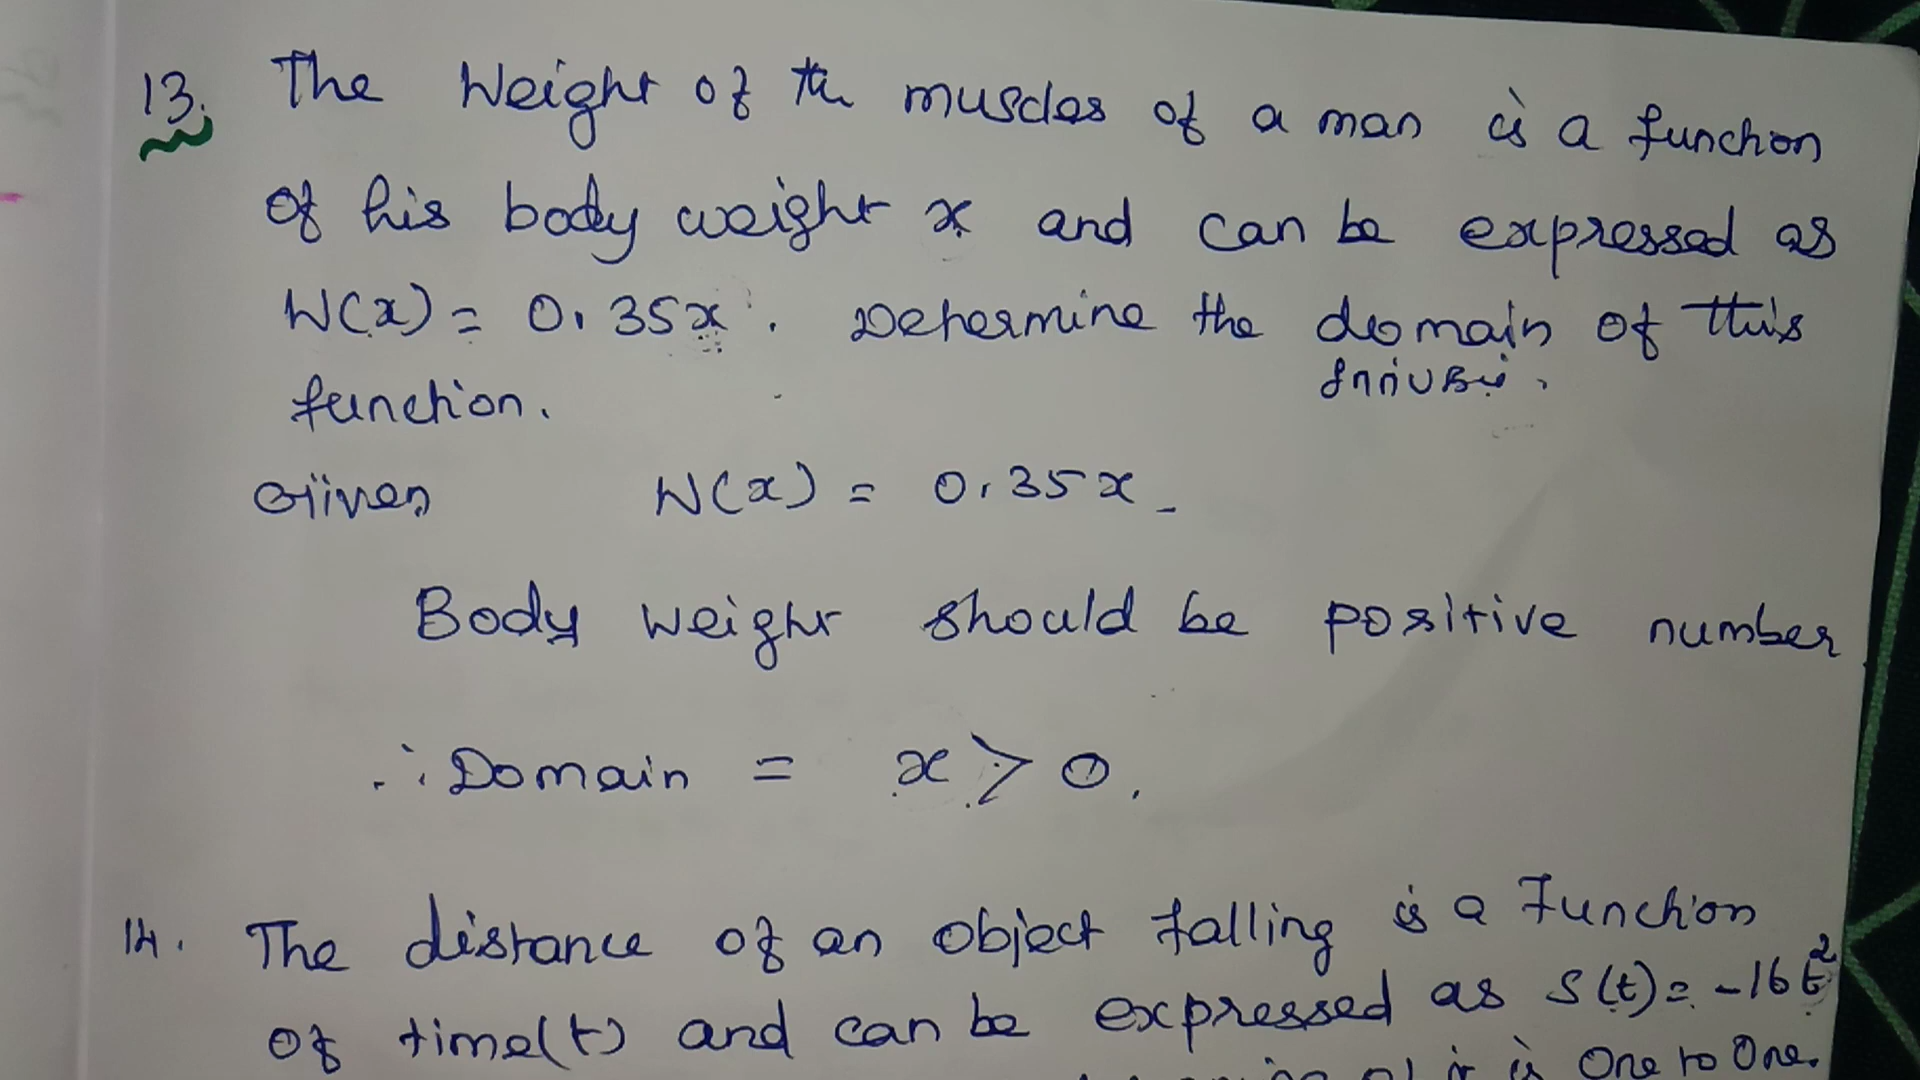 13. The Weight of the muscles of a man is a function
of his body weight x and can be expressed as
W(x) = 0.35x. Determine the domain of this
function.
Given W(x) = 0.35x
Body weight should be positive number
∴ Domain = x > 0.
14. The distance of an object falling is a Function
of time(t) and can be expressed as S(t) = -16t²
it is One to One.